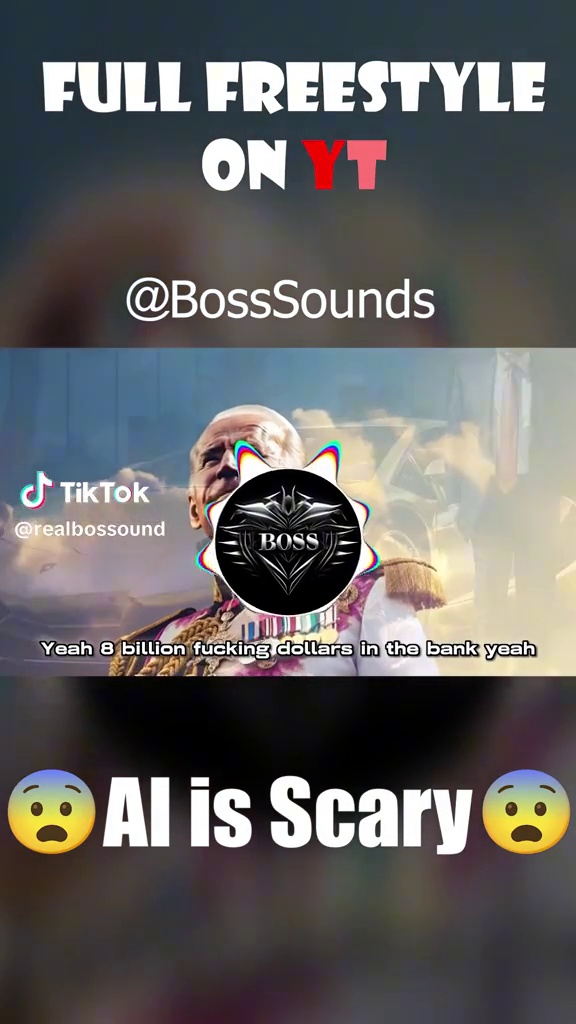 FULL FREESTYLE
ON YT
@BossSounds
TikTok
@realbossound
BOSS
Yeah 8 billion fucking dollars in the bank yeah
😨AI is Scary😨